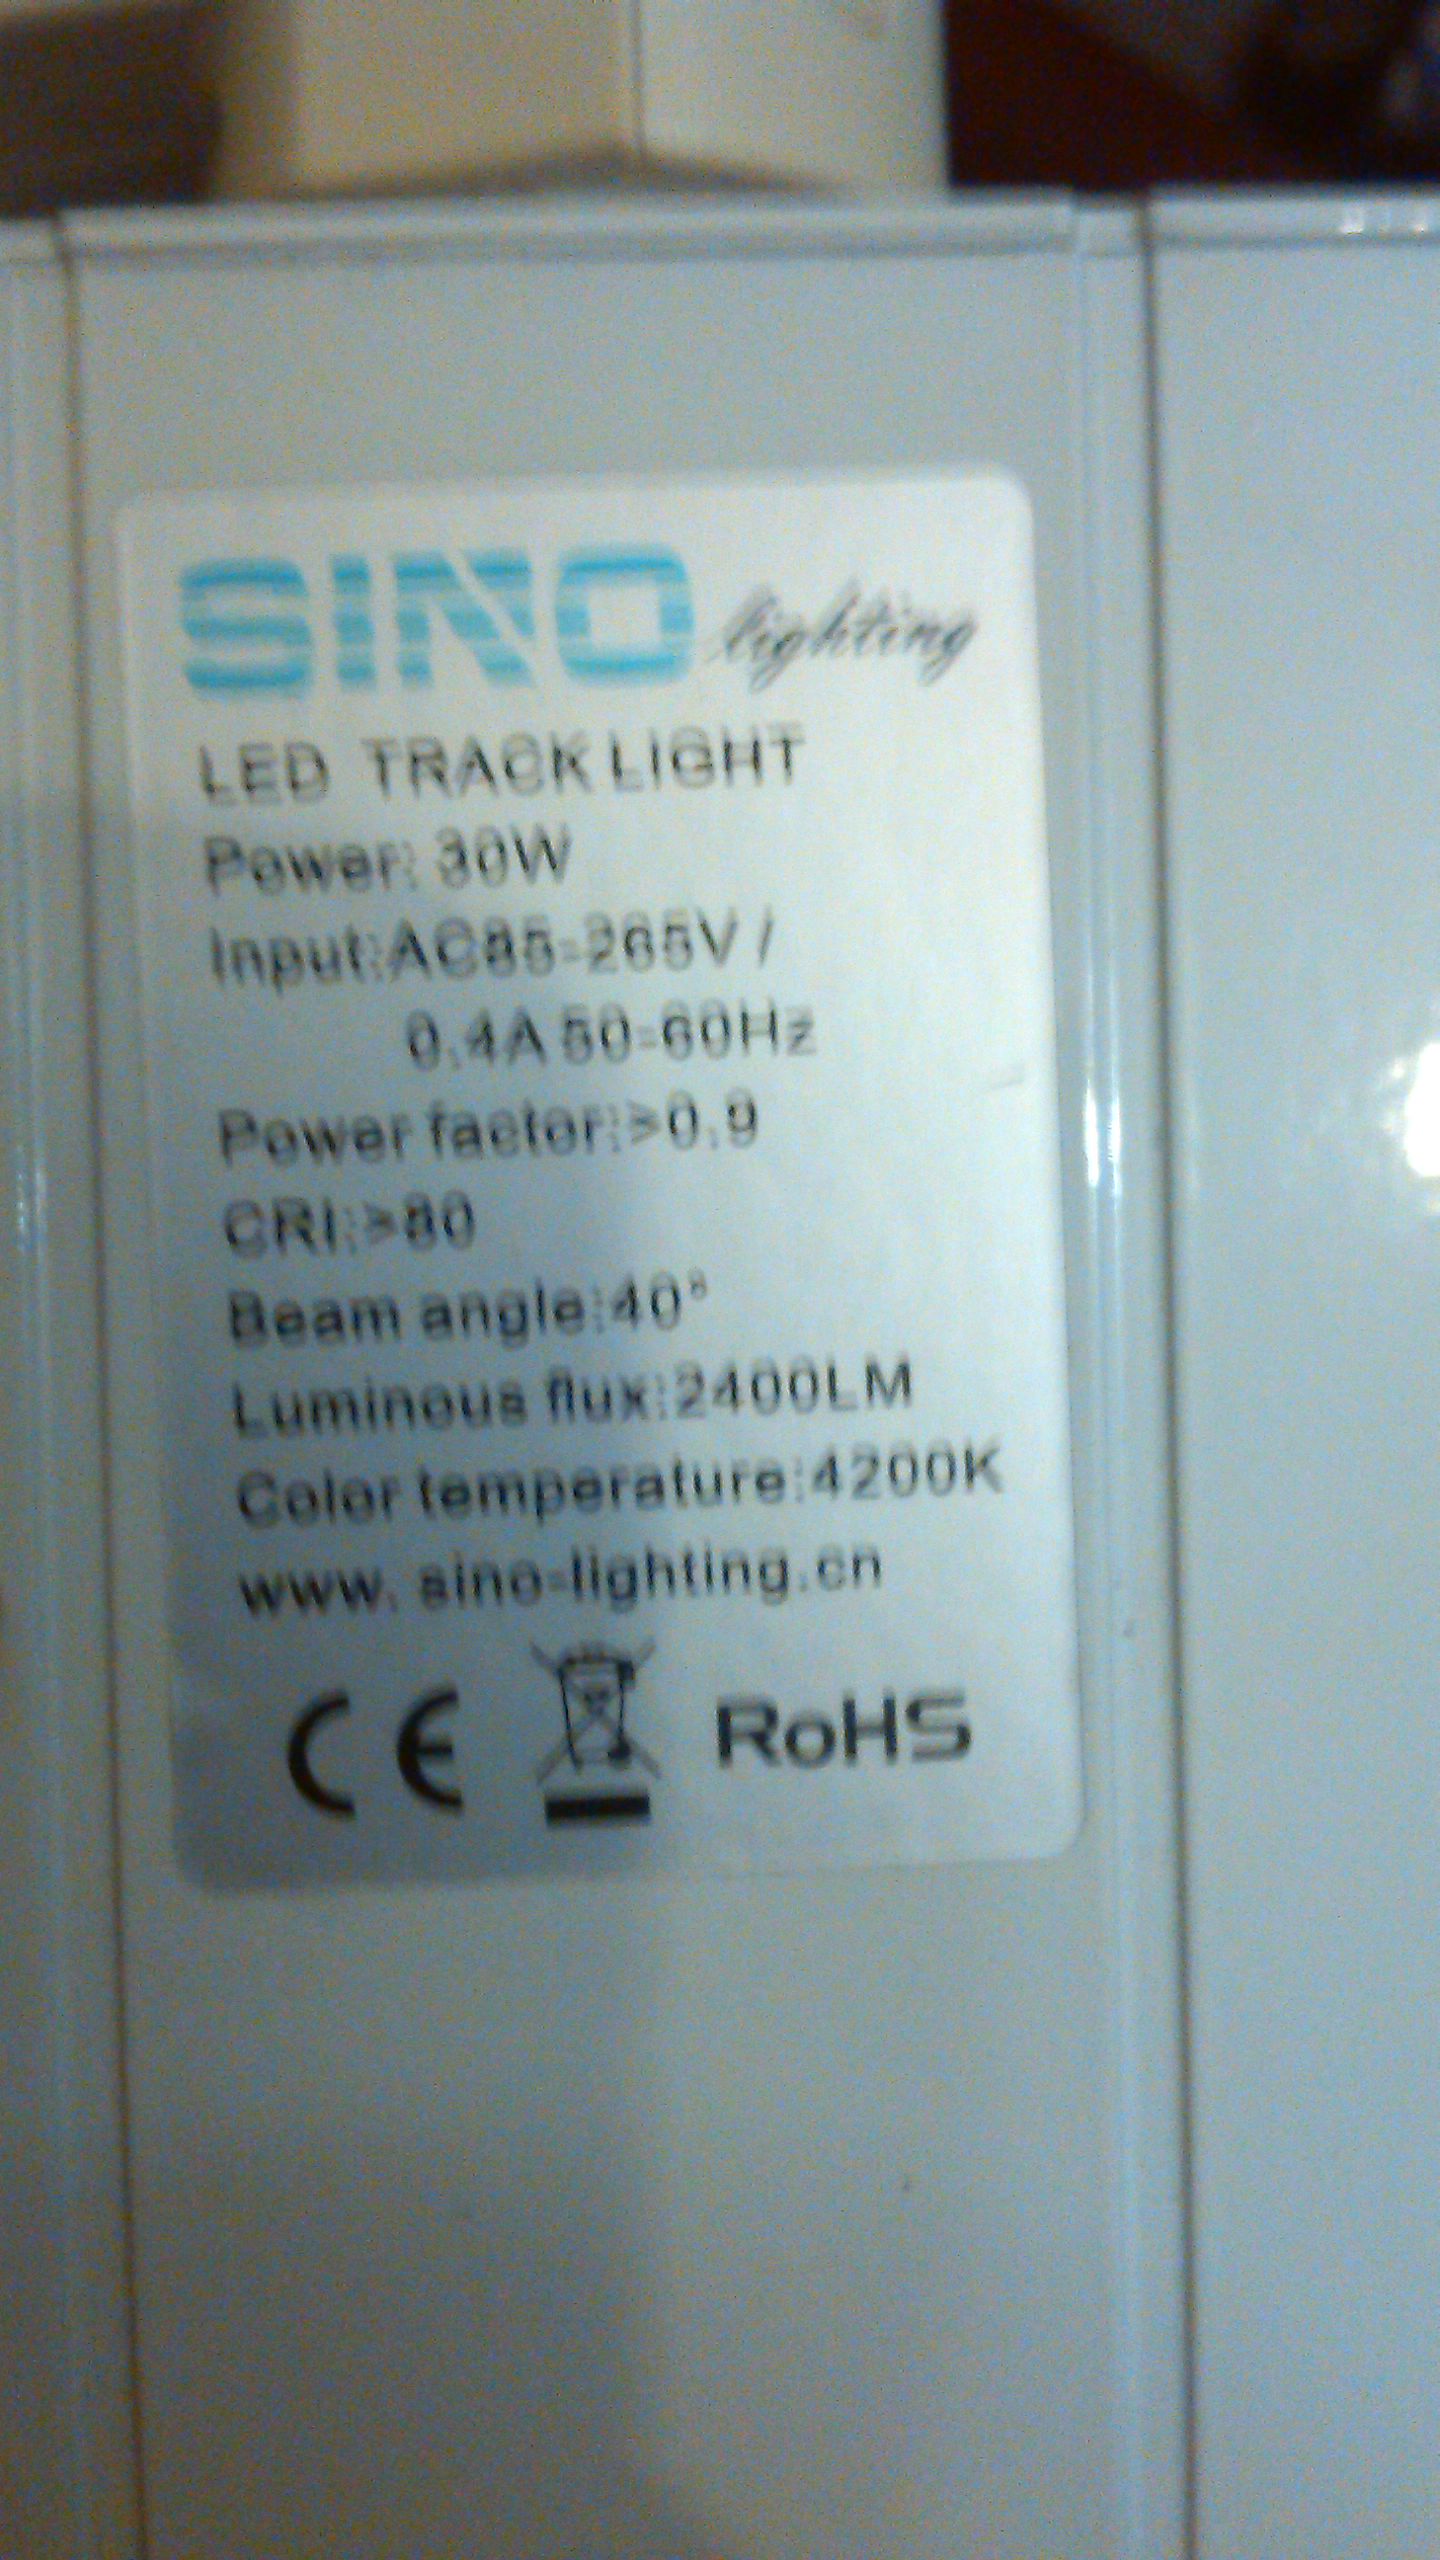 SINO lighting
LED TRACK LIGHT
Power: 30W
Input:AC85-265V /
0.4A 50-60Hz
Power factor:>0.9
CRI:>80
Beam angle:40°
Luminous flux:2400LM
Color temperature:4200K
www. sino-lighting.cn
CE RoHS